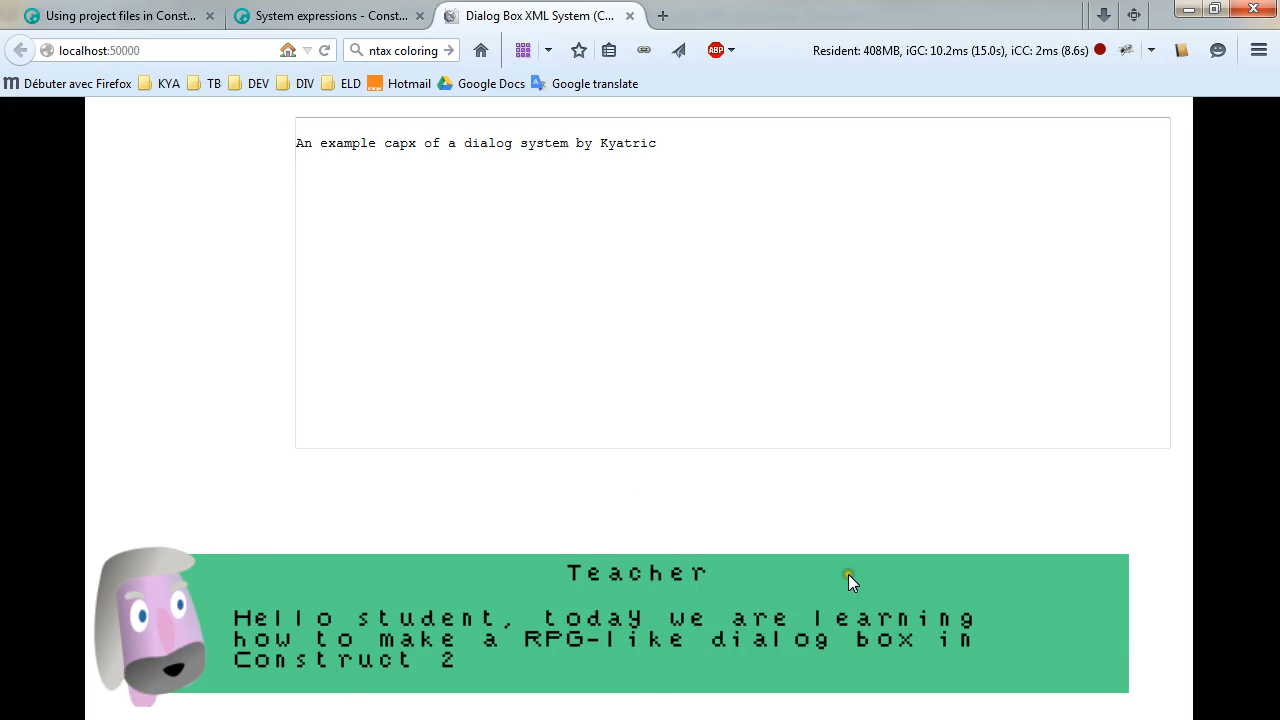 Using project files in Const...
System expressions - Const...
Dialog Box XML System (C...
localhost:50000
ntax coloring
ABP
Resident: 408MB, iGC: 10.2ms (15.0s), iCC: 2ms (8.6s)
Débuter avec Firefox
KYA
TB
DEV
DIV
ELD
Hotmail
Google Docs
Google translate
An example capx of a dialog system by Kyatric
Teacher
Hello student, today we are learning
how to make a RPG-like dialog box in
Construct 2